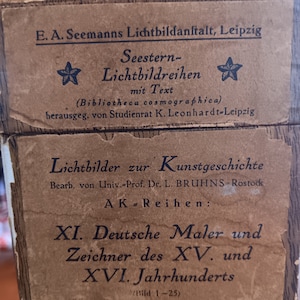 E. A. Seemanns Lichtbildanstalt, Leipzig
Seestern-
Lichtbildreihen
mit Text
(Bibliotheca cosmographica)
herausgeg. von Studienrat K. Leonhardt-Leipzig
Lichtbilder zur Kunstgeschichte
Bearb. von Univ.-Prof. Dr. L. BRUHNS-Rostock
AK-Reihen:
XI. Deutsche Maler und
Zeichner des XV. und
XVI. Jahrhunderts
(Bild 1-25)